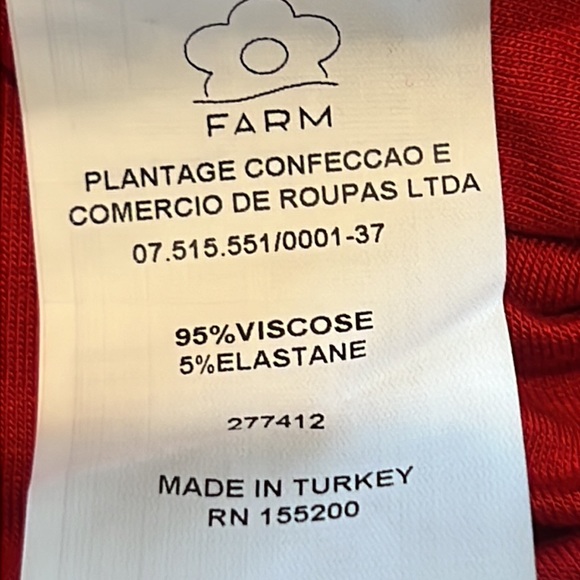 FARM
PLANTAGE CONFECCAO E
COMERCIO DE ROUPAS LTDA
07.515.551/0001-37
95%VISCOSE
5%ELASTANE
277412
MADE IN TURKEY
RN 155200